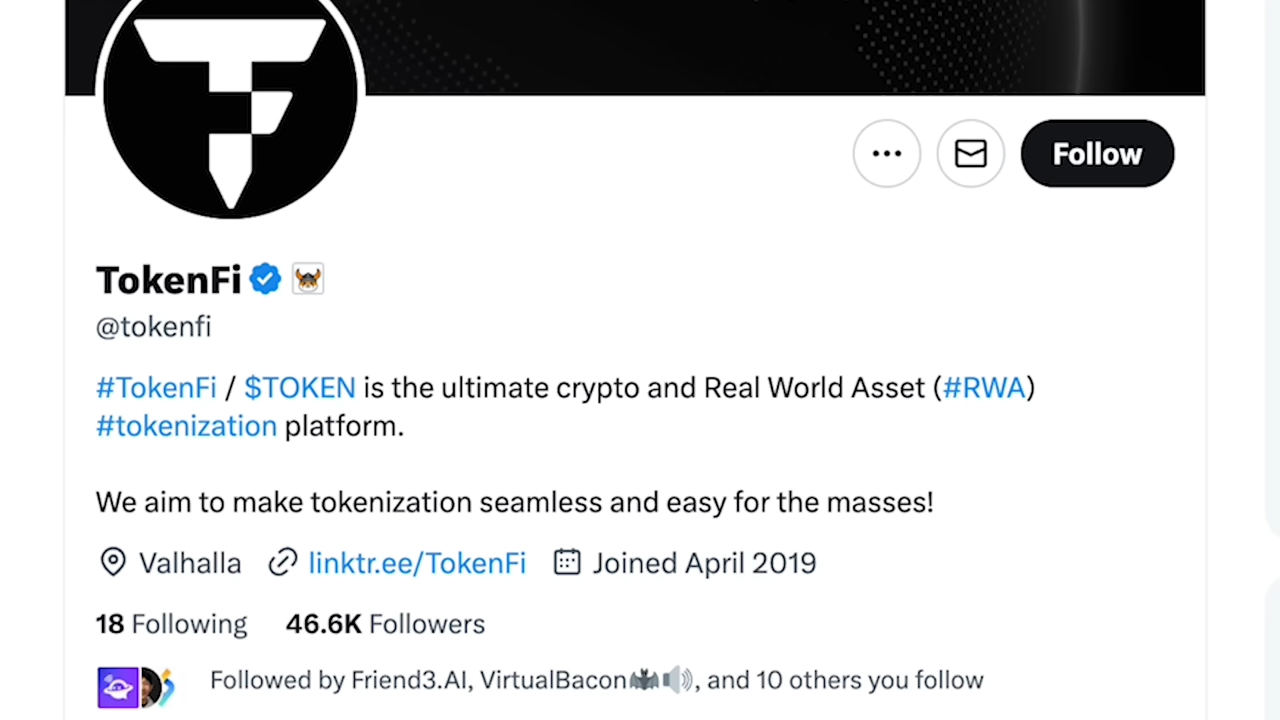 Follow
TokenFi
@tokenfi
#TokenFi / $TOKEN is the ultimate crypto and Real World Asset (#RWA)
#tokenization platform.
We aim to make tokenization seamless and easy for the masses!
Valhalla linktr.ee/TokenFi Joined April 2019
18 Following 46.6K Followers
Followed by Friend3.AI, VirtualBacon🦇🔊, and 10 others you follow